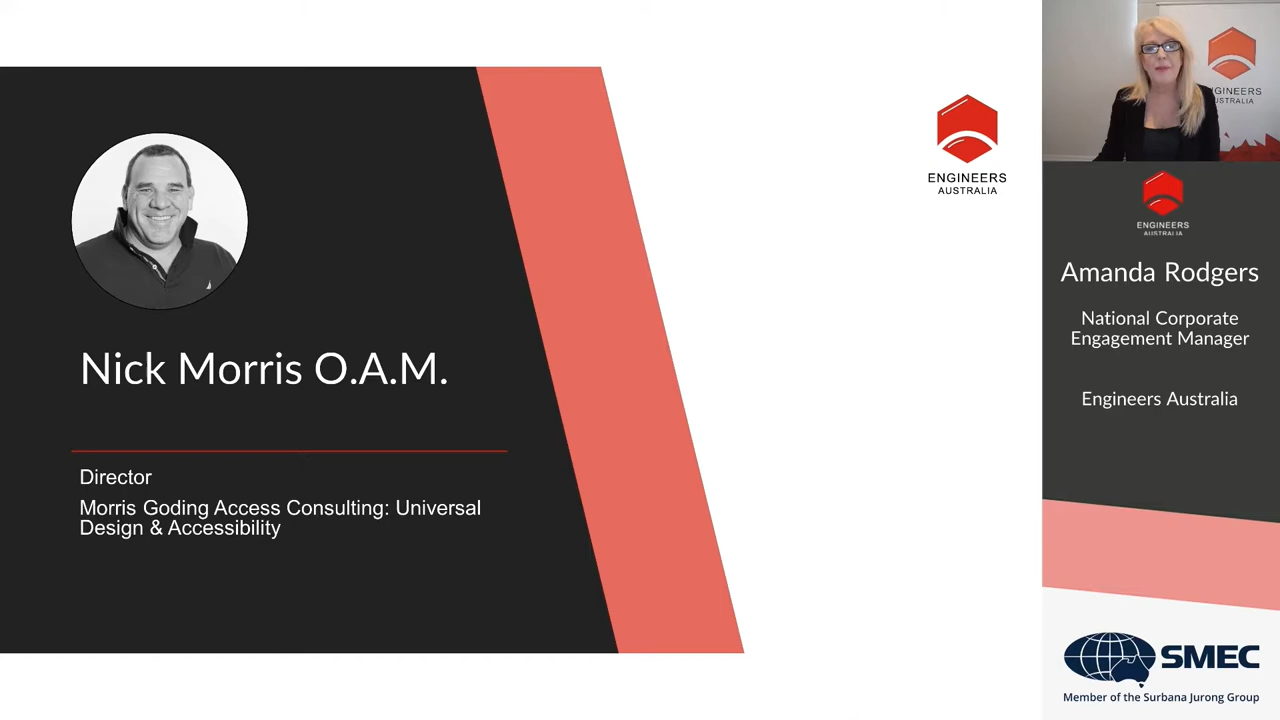 Nick Morris O.A.M.
Director
Morris Goding Access Consulting: Universal
Design & Accessibility
ENGINEERS
AUSTRALIA
ENGINEERS
AUSTRALIA
ENGINEERS
AUSTRALIA
Amanda Rodgers
National Corporate
Engagement Manager
Engineers Australia
SMEC
Member of the Surbana Jurong Group